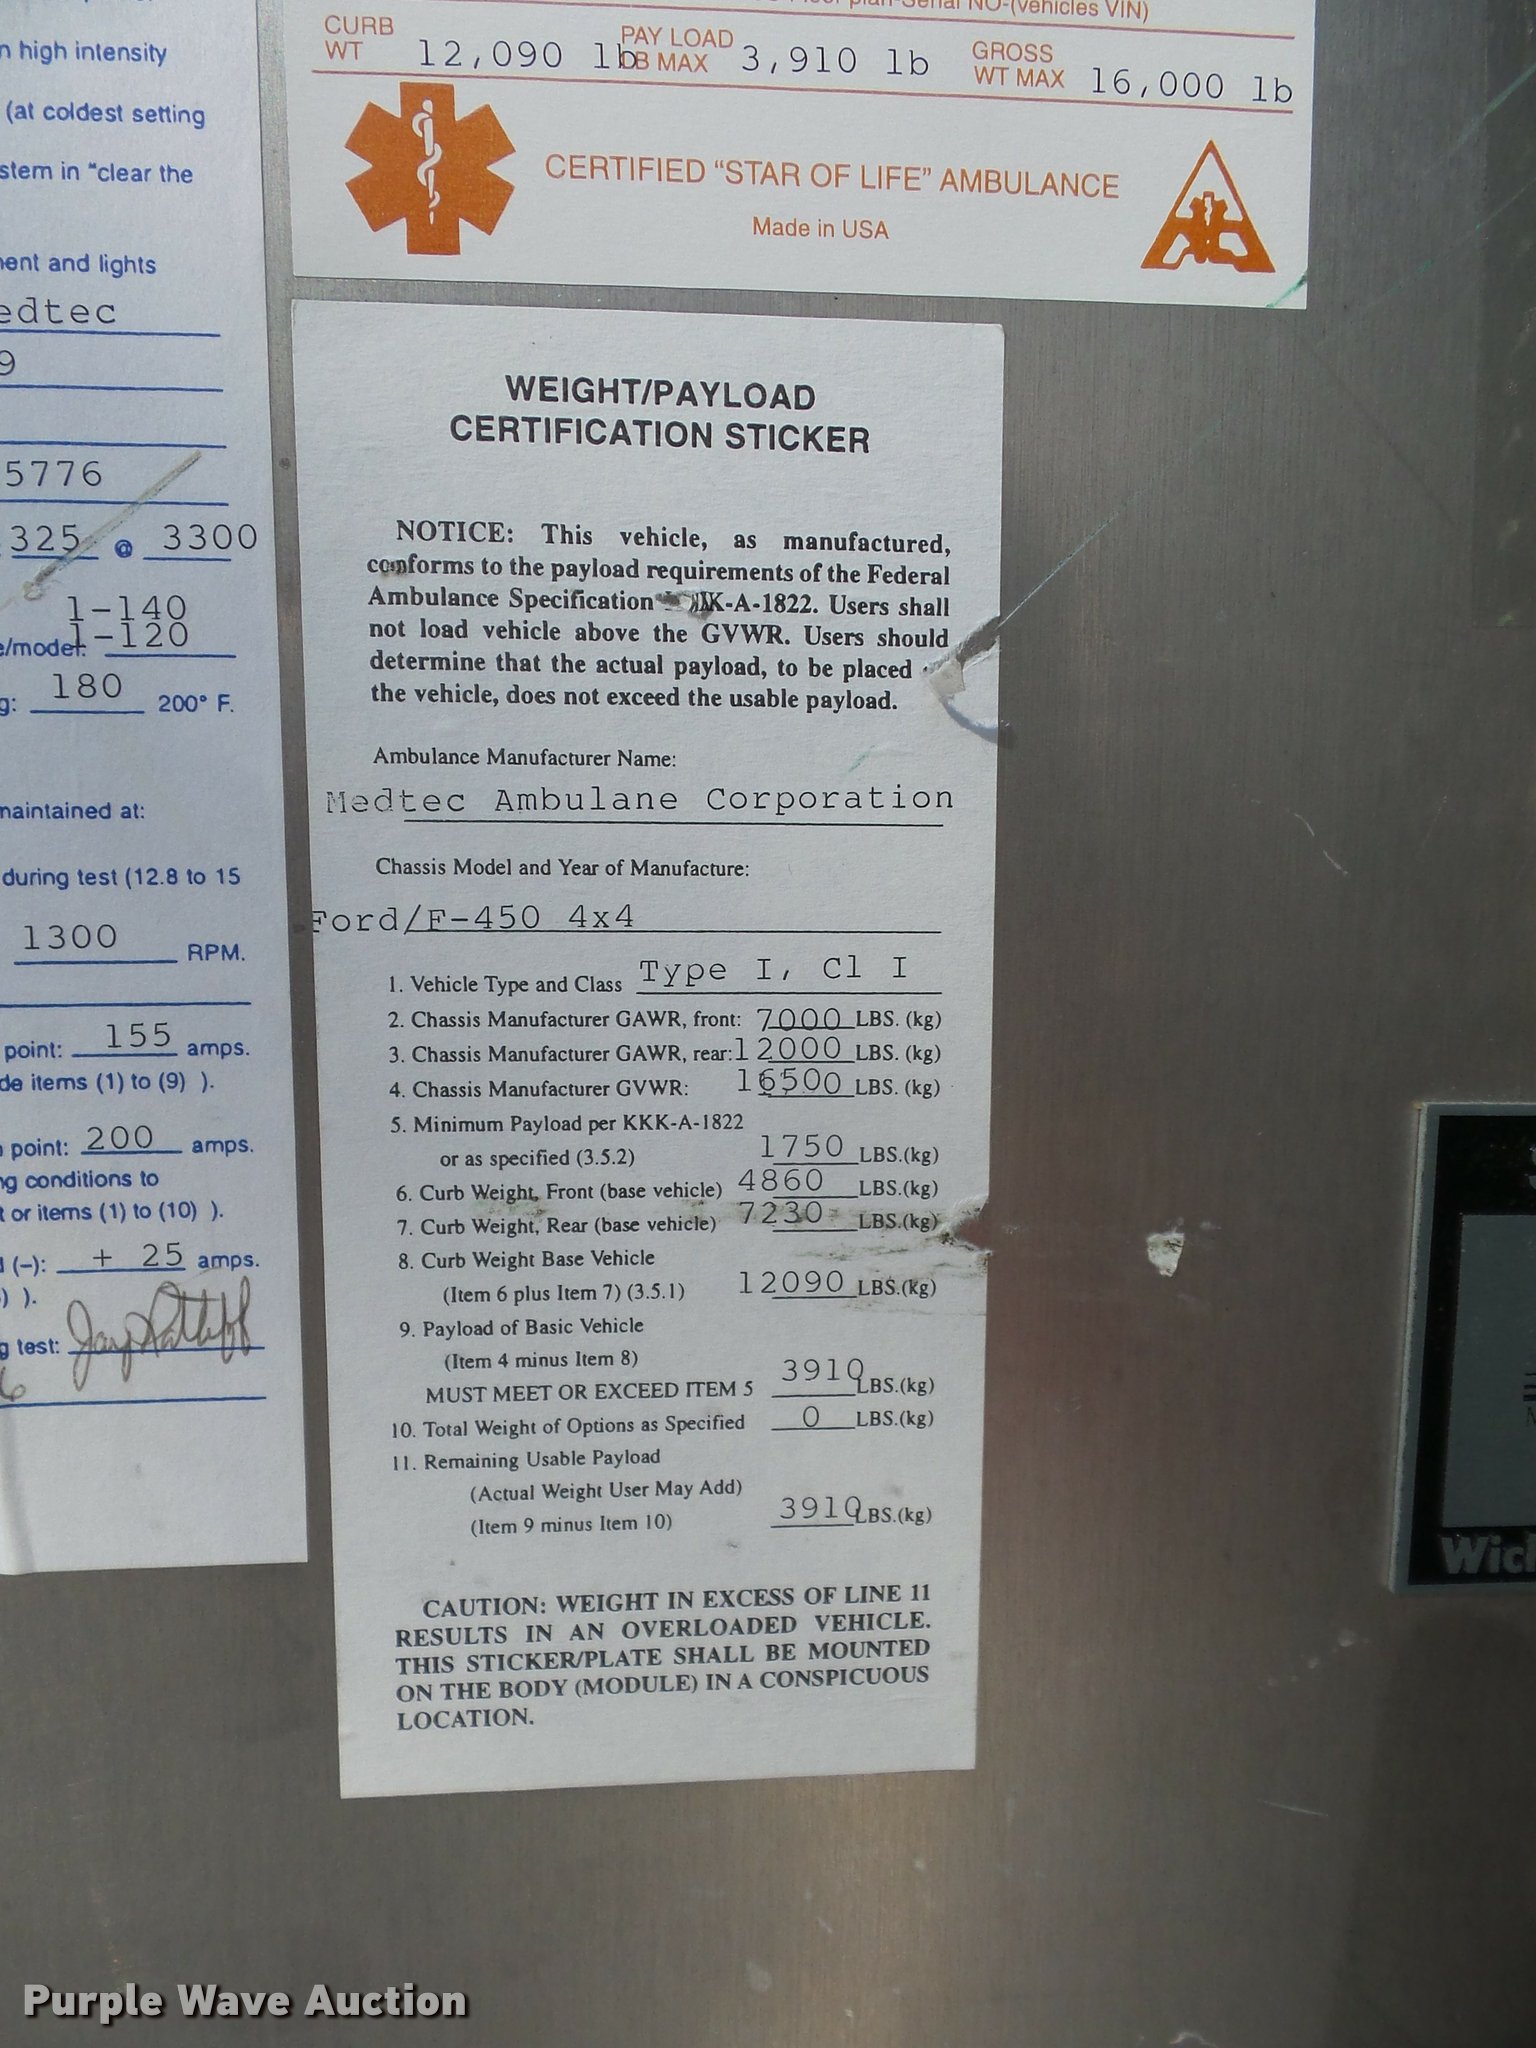 n high intensity
(at coldest setting
stem in "clear the
ent and lights
edtec
9
5776
325 @ 3300
1-140
e/model: 1-120
g: 180 200° F.
maintained at:
during test (12.8 to 15
1300 RPM.
point: 155 amps.
de items (1) to (9) ).
point: 200 amps.
ng conditions to
t or items (1) to (10) ).
d (–): + 25 amps.
) ).
g test:
6
Floor plan-Serial NO-(vehicles VIN)
CURB WT 12,090 lb PAY LOAD LB MAX 3,910 lb GROSS WT MAX 16,000 lb
CERTIFIED "STAR OF LIFE" AMBULANCE
Made in USA
WEIGHT/PAYLOAD
CERTIFICATION STICKER
NOTICE: This vehicle, as manufactured,
conforms to the payload requirements of the Federal
Ambulance Specification KKK-A-1822. Users shall
not load vehicle above the GVWR. Users should
determine that the actual payload, to be placed
the vehicle, does not exceed the usable payload.
Ambulance Manufacturer Name:
Medtec Ambulane Corporation
Chassis Model and Year of Manufacture:
Ford/F-450 4x4
1. Vehicle Type and Class Type I, Cl I
2. Chassis Manufacturer GAWR, front: 7000 LBS. (kg)
3. Chassis Manufacturer GAWR, rear: 12000 LBS. (kg)
4. Chassis Manufacturer GVWR: 16500 LBS. (kg)
5. Minimum Payload per KKK-A-1822
or as specified (3.5.2) 1750 LBS.(kg)
6. Curb Weight, Front (base vehicle) 4860 LBS.(kg)
7. Curb Weight, Rear (base vehicle) 7230 LBS.(kg)
8. Curb Weight Base Vehicle
(Item 6 plus Item 7) (3.5.1) 12090 LBS.(kg)
9. Payload of Basic Vehicle
(Item 4 minus Item 8)
MUST MEET OR EXCEED ITEM 5 3910 LBS.(kg)
10. Total Weight of Options as Specified 0 LBS.(kg)
11. Remaining Usable Payload
(Actual Weight User May Add)
(Item 9 minus Item 10) 3910 LBS.(kg)
CAUTION: WEIGHT IN EXCESS OF LINE 11
RESULTS IN AN OVERLOADED VEHICLE.
THIS STICKER/PLATE SHALL BE MOUNTED
ON THE BODY (MODULE) IN A CONSPICUOUS
LOCATION.
Wic
Purple Wave Auction